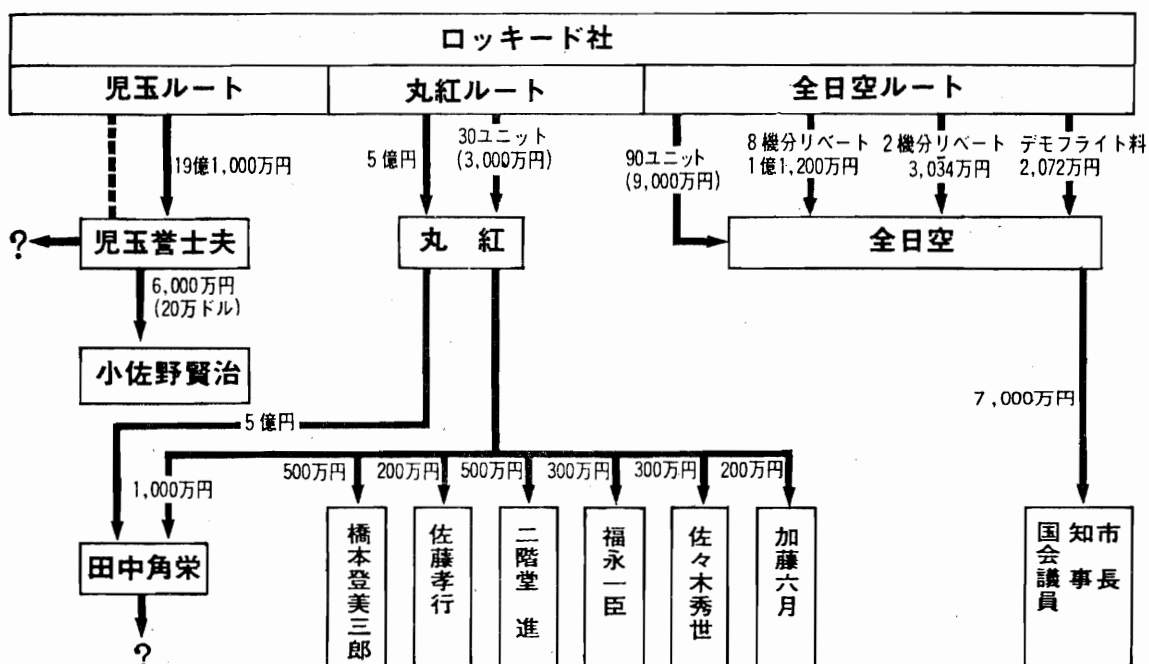 ロッキード社
児玉ルート
丸紅ルート
全日空ルート
19億1,000万円
5億円
30ユニット
(3,000万円)
90ユニット
(9,000万円)
8機分リベート
1億1,200万円
2機分リベート
3,034万円
デモフライト料
2,072万円
?
児玉誉士夫
丸 紅
全日空
6,000万円
(20万ドル)
小佐野賢治
7,000万円
5億円
1,000万円
500万円
200万円
500万円
300万円
300万円
200万円
田中角栄
?
橋本登美三郎
佐藤孝行
二階堂 進
福永一臣
佐々木秀世
加藤六月
市 長
知 事
国会議員